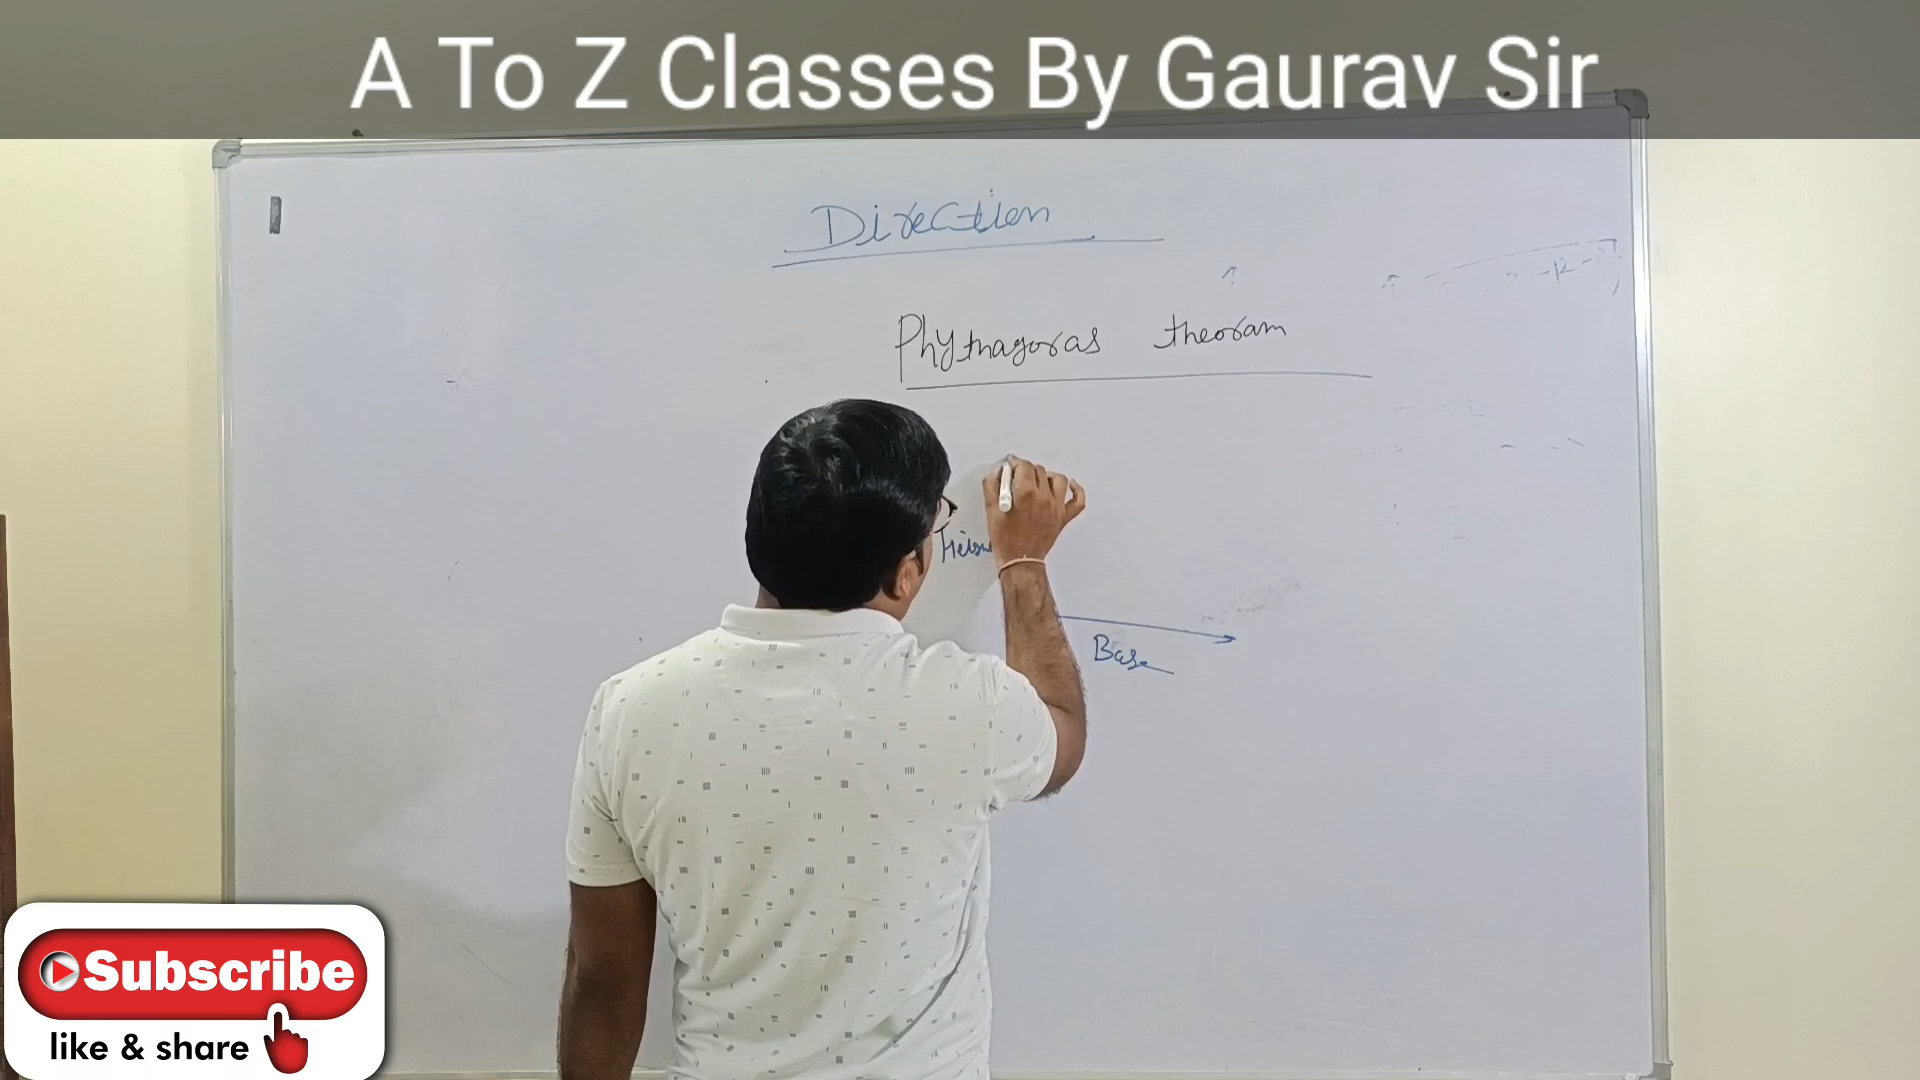 A To Z Classes By Gaurav Sir
Direction
Phythagoras theoram
Base
Subscribe
like & share